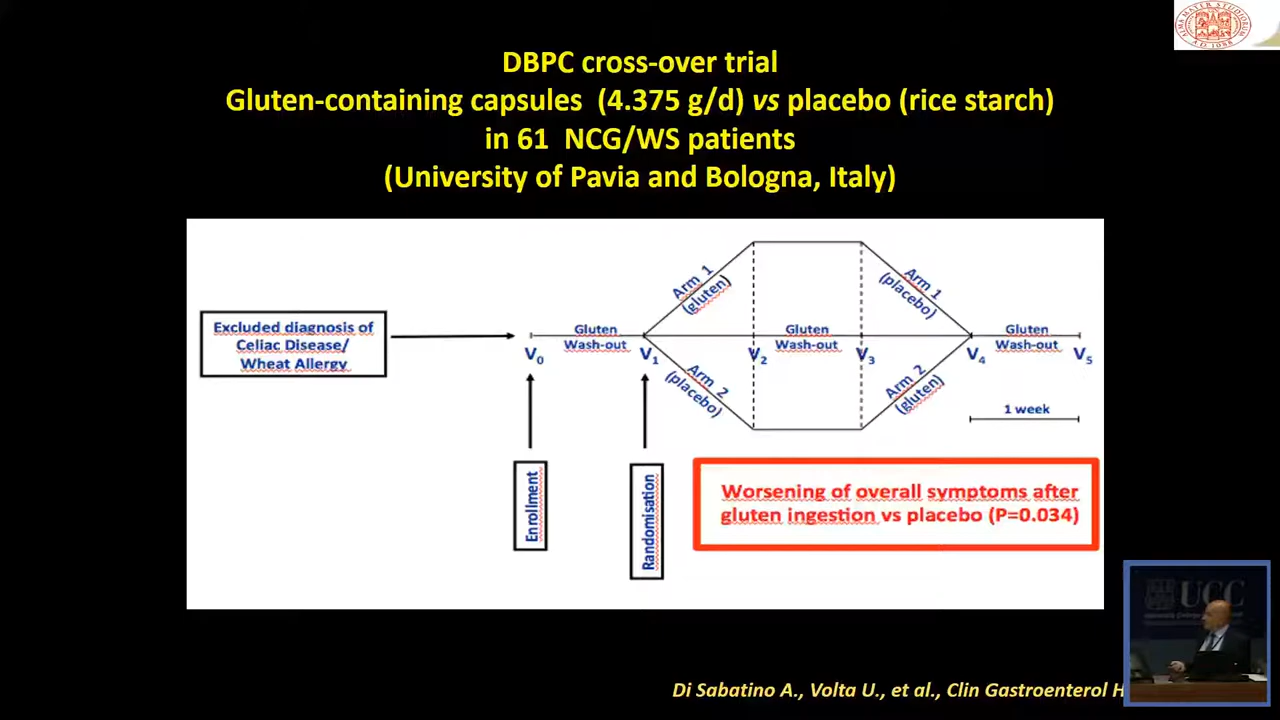 DBPC cross-over trial
Gluten-containing capsules (4.375 g/d) vs placebo (rice starch)
in 61 NCG/WS patients
(University of Pavia and Bologna, Italy)
Excluded diagnosis of
Celiac Disease/
Wheat Allergy
Gluten
Wash-out
Gluten
Wash-out
Gluten
Wash-out
Arm 1
(gluten)
Arm 1
(placebo)
V0
V1
V2
V3
V4
V5
Arm 2
(placebo)
Arm 2
(gluten)
1 week
Enrollment
Randomisation
Worsening of overall symptoms after
gluten ingestion vs placebo (P=0.034)
UCC
Di Sabatino A., Volta U., et al., Clin Gastroenterol H